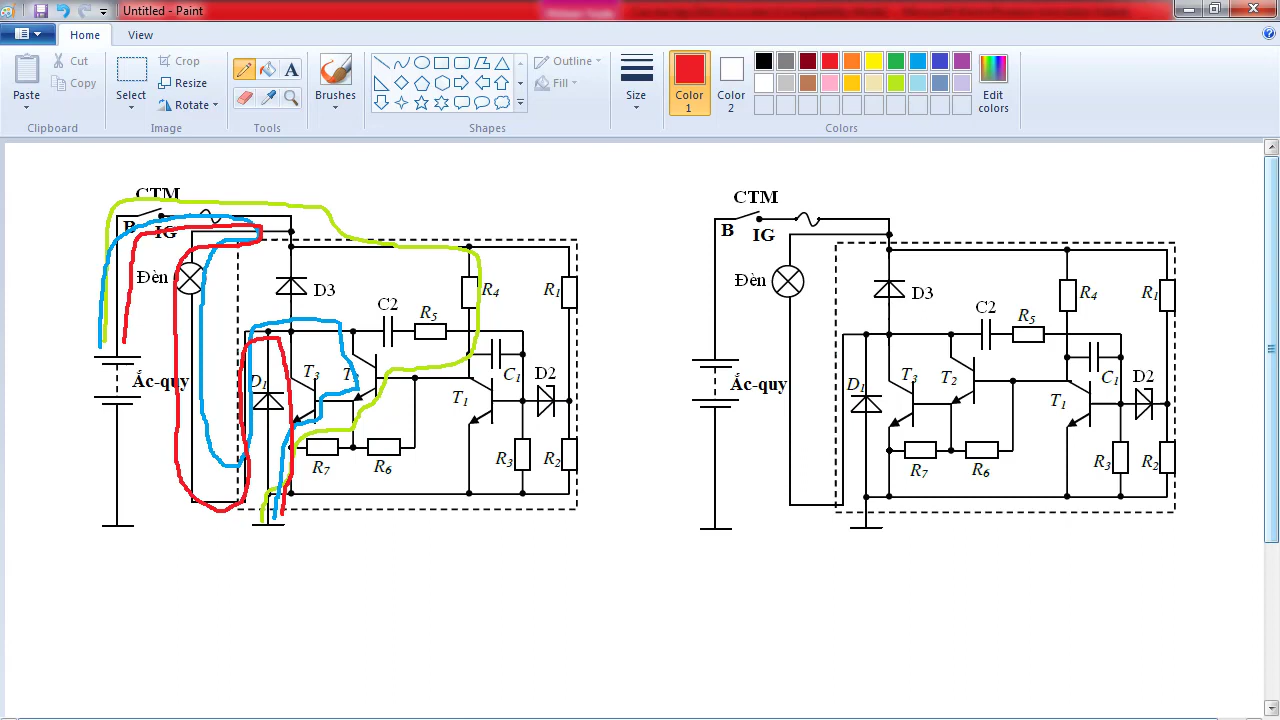 Untitled - Paint
Home
View
Paste
Cut
Copy
Clipboard
Select
Crop
Resize
Rotate
Image
A
Tools
Brushes
Shapes
Outline
Fill
Size
Color 1
Color 2
Edit colors
Colors
CTM
B
IG
Đèn
D3
C2
R5
R4
R1
Ắc-quy
D1
T3
T
T1
C1
D2
R7
R6
R3
R2
CTM
B
IG
Đèn
D3
C2
R5
R4
R1
Ắc-quy
D1
T3
T2
T1
C1
D2
R7
R6
R3
R2